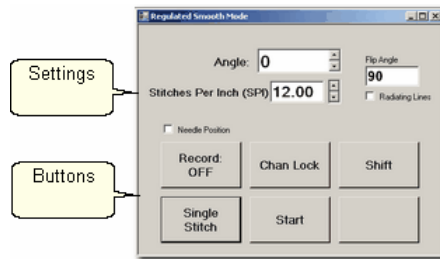 Regulated Smooth Mode
Settings
Angle: 0
Flip Angle
90
Stitches Per Inch (SPI) 12.00
Radiating Lines
Needle Position
Buttons
Record:
OFF
Chan Lock
Shift
Single
Stitch
Start